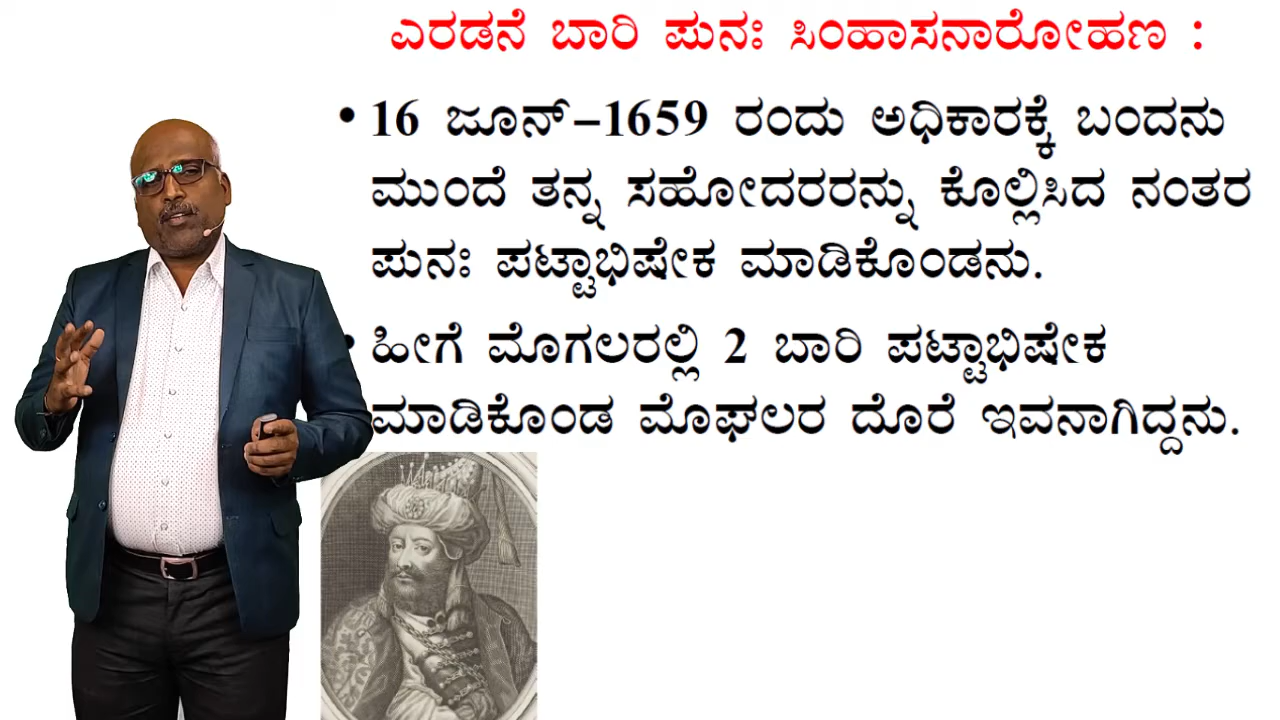 ಎರಡನೆ ಬಾರಿ ಪುನಃ ಸಿಂಹಾಸನಾರೋಹಣ :
• 16 ಜೂನ್–1659 ರಂದು ಅಧಿಕಾರಕ್ಕೆ ಬಂದನು
ಮುಂದೆ ತನ್ನ ಸಹೋದರರನ್ನು ಕೊಲ್ಲಿಸಿದ ನಂತರ
ಪುನಃ ಪಟ್ಟಾಭಿಷೇಕ ಮಾಡಿಕೊಂಡನು.
• ಹೀಗೆ ಮೊಗಲರಲ್ಲಿ 2 ಬಾರಿ ಪಟ್ಟಾಭಿಷೇಕ
ಮಾಡಿಕೊಂಡ ಮೊಘಲರ ದೊರೆ ಇವನಾಗಿದ್ದನು.